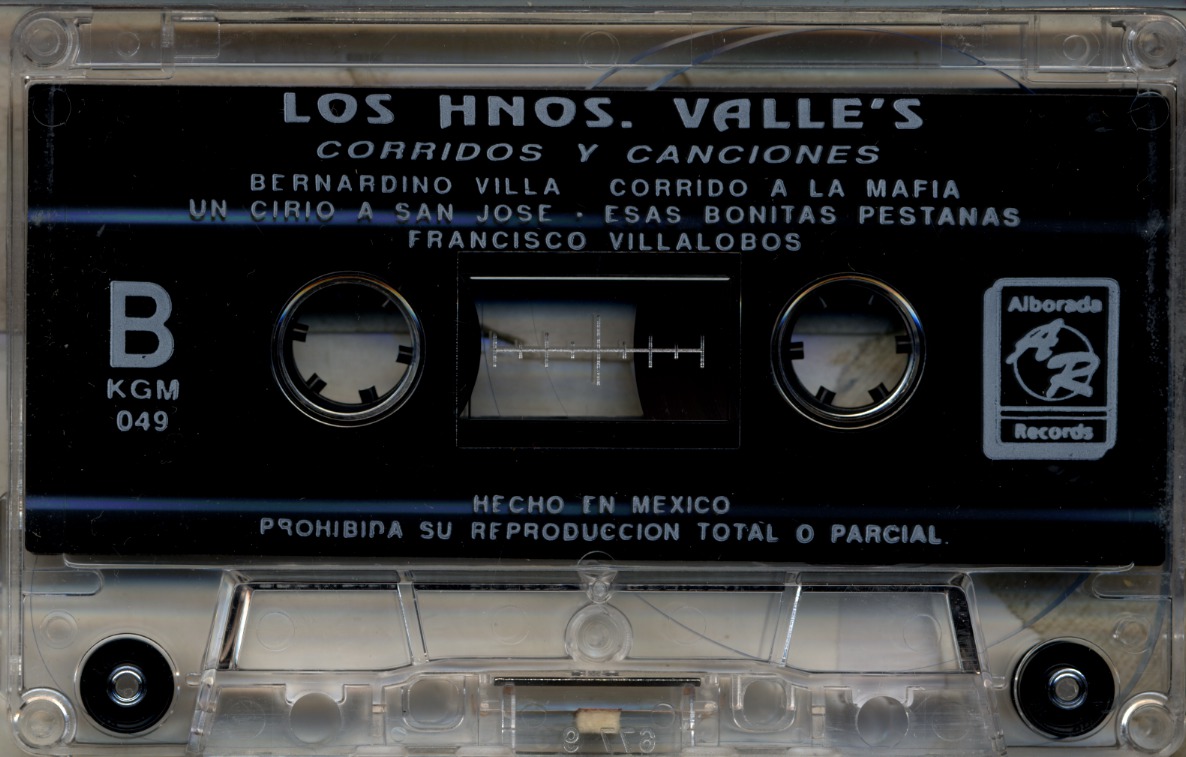 LOS HNOS. VALLE'S
CORRIDOS Y CANCIONES
BERNARDINO VILLA CORRIDO A LA MAFIA
UN CIRIO A SAN JOSE · ESAS BONITAS PESTANAS
FRANCISCO VILLALOBOS
B
KGM
049
Alborada
AR
Records
HECHO EN MEXICO
PROHIBIDA SU REPRODUCCION TOTAL O PARCIAL.